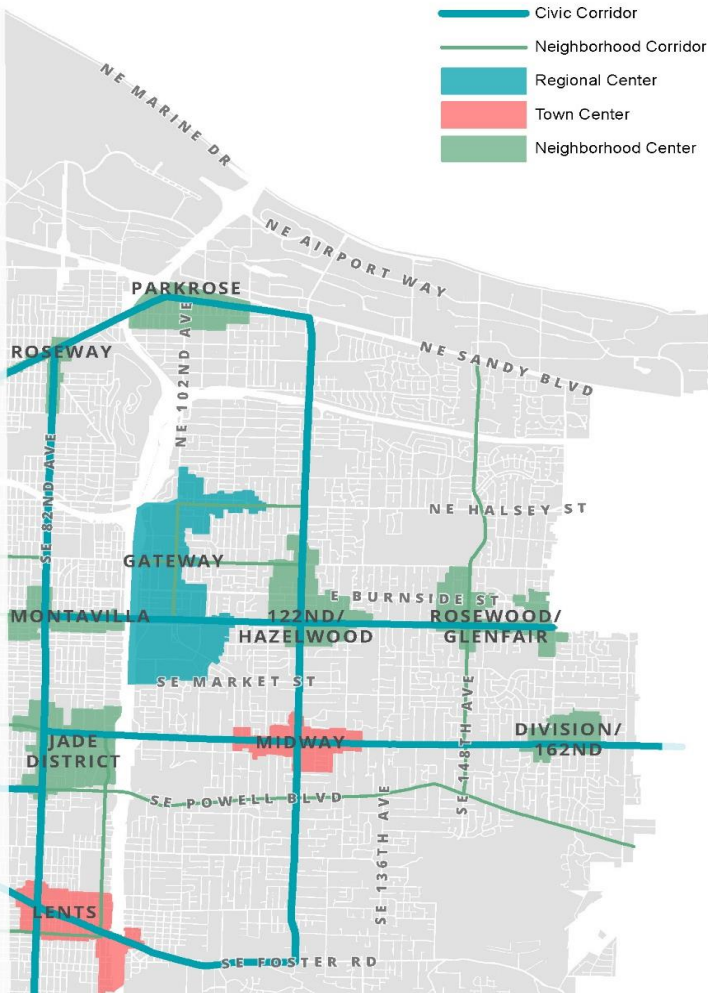 Civic Corridor
Neighborhood Corridor
Regional Center
Town Center
Neighborhood Center
NE MARINE DR
NE AIRPORT WAY
PARKROSE
NE SANDY BLVD
ROSEWAY
NE 102ND AVE
SE 82ND AVE
NE HALSEY ST
GATEWAY
E BURNSIDE ST
MONTAVILLA
122ND/
HAZELWOOD
ROSEWOOD/
GLENFAIR
SE MARKET ST
JADE
DISTRICT
MIDWAY
SE 148TH AVE
DIVISION/
162ND
SE POWELL BLVD
SE 136TH AVE
LENTS
SE FOSTER RD